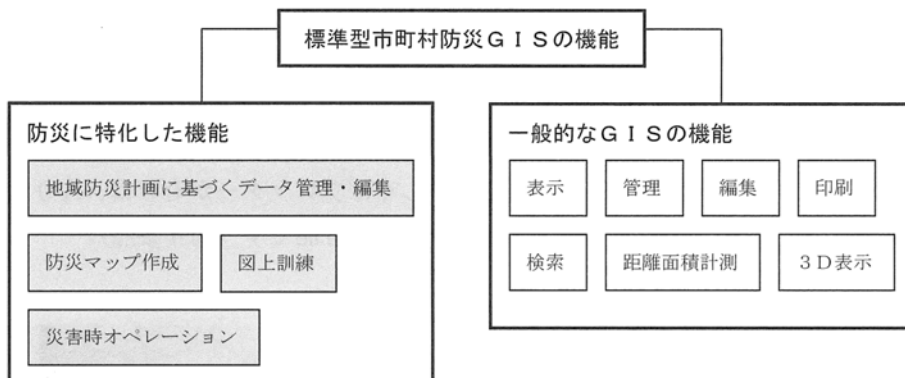 標準型市町村防災ＧＩＳの機能
防災に特化した機能
地域防災計画に基づくデータ管理・編集
防災マップ作成
図上訓練
災害時オペレーション
一般的なＧＩＳの機能
表示
管理
編集
印刷
検索
距離面積計測
３Ｄ表示